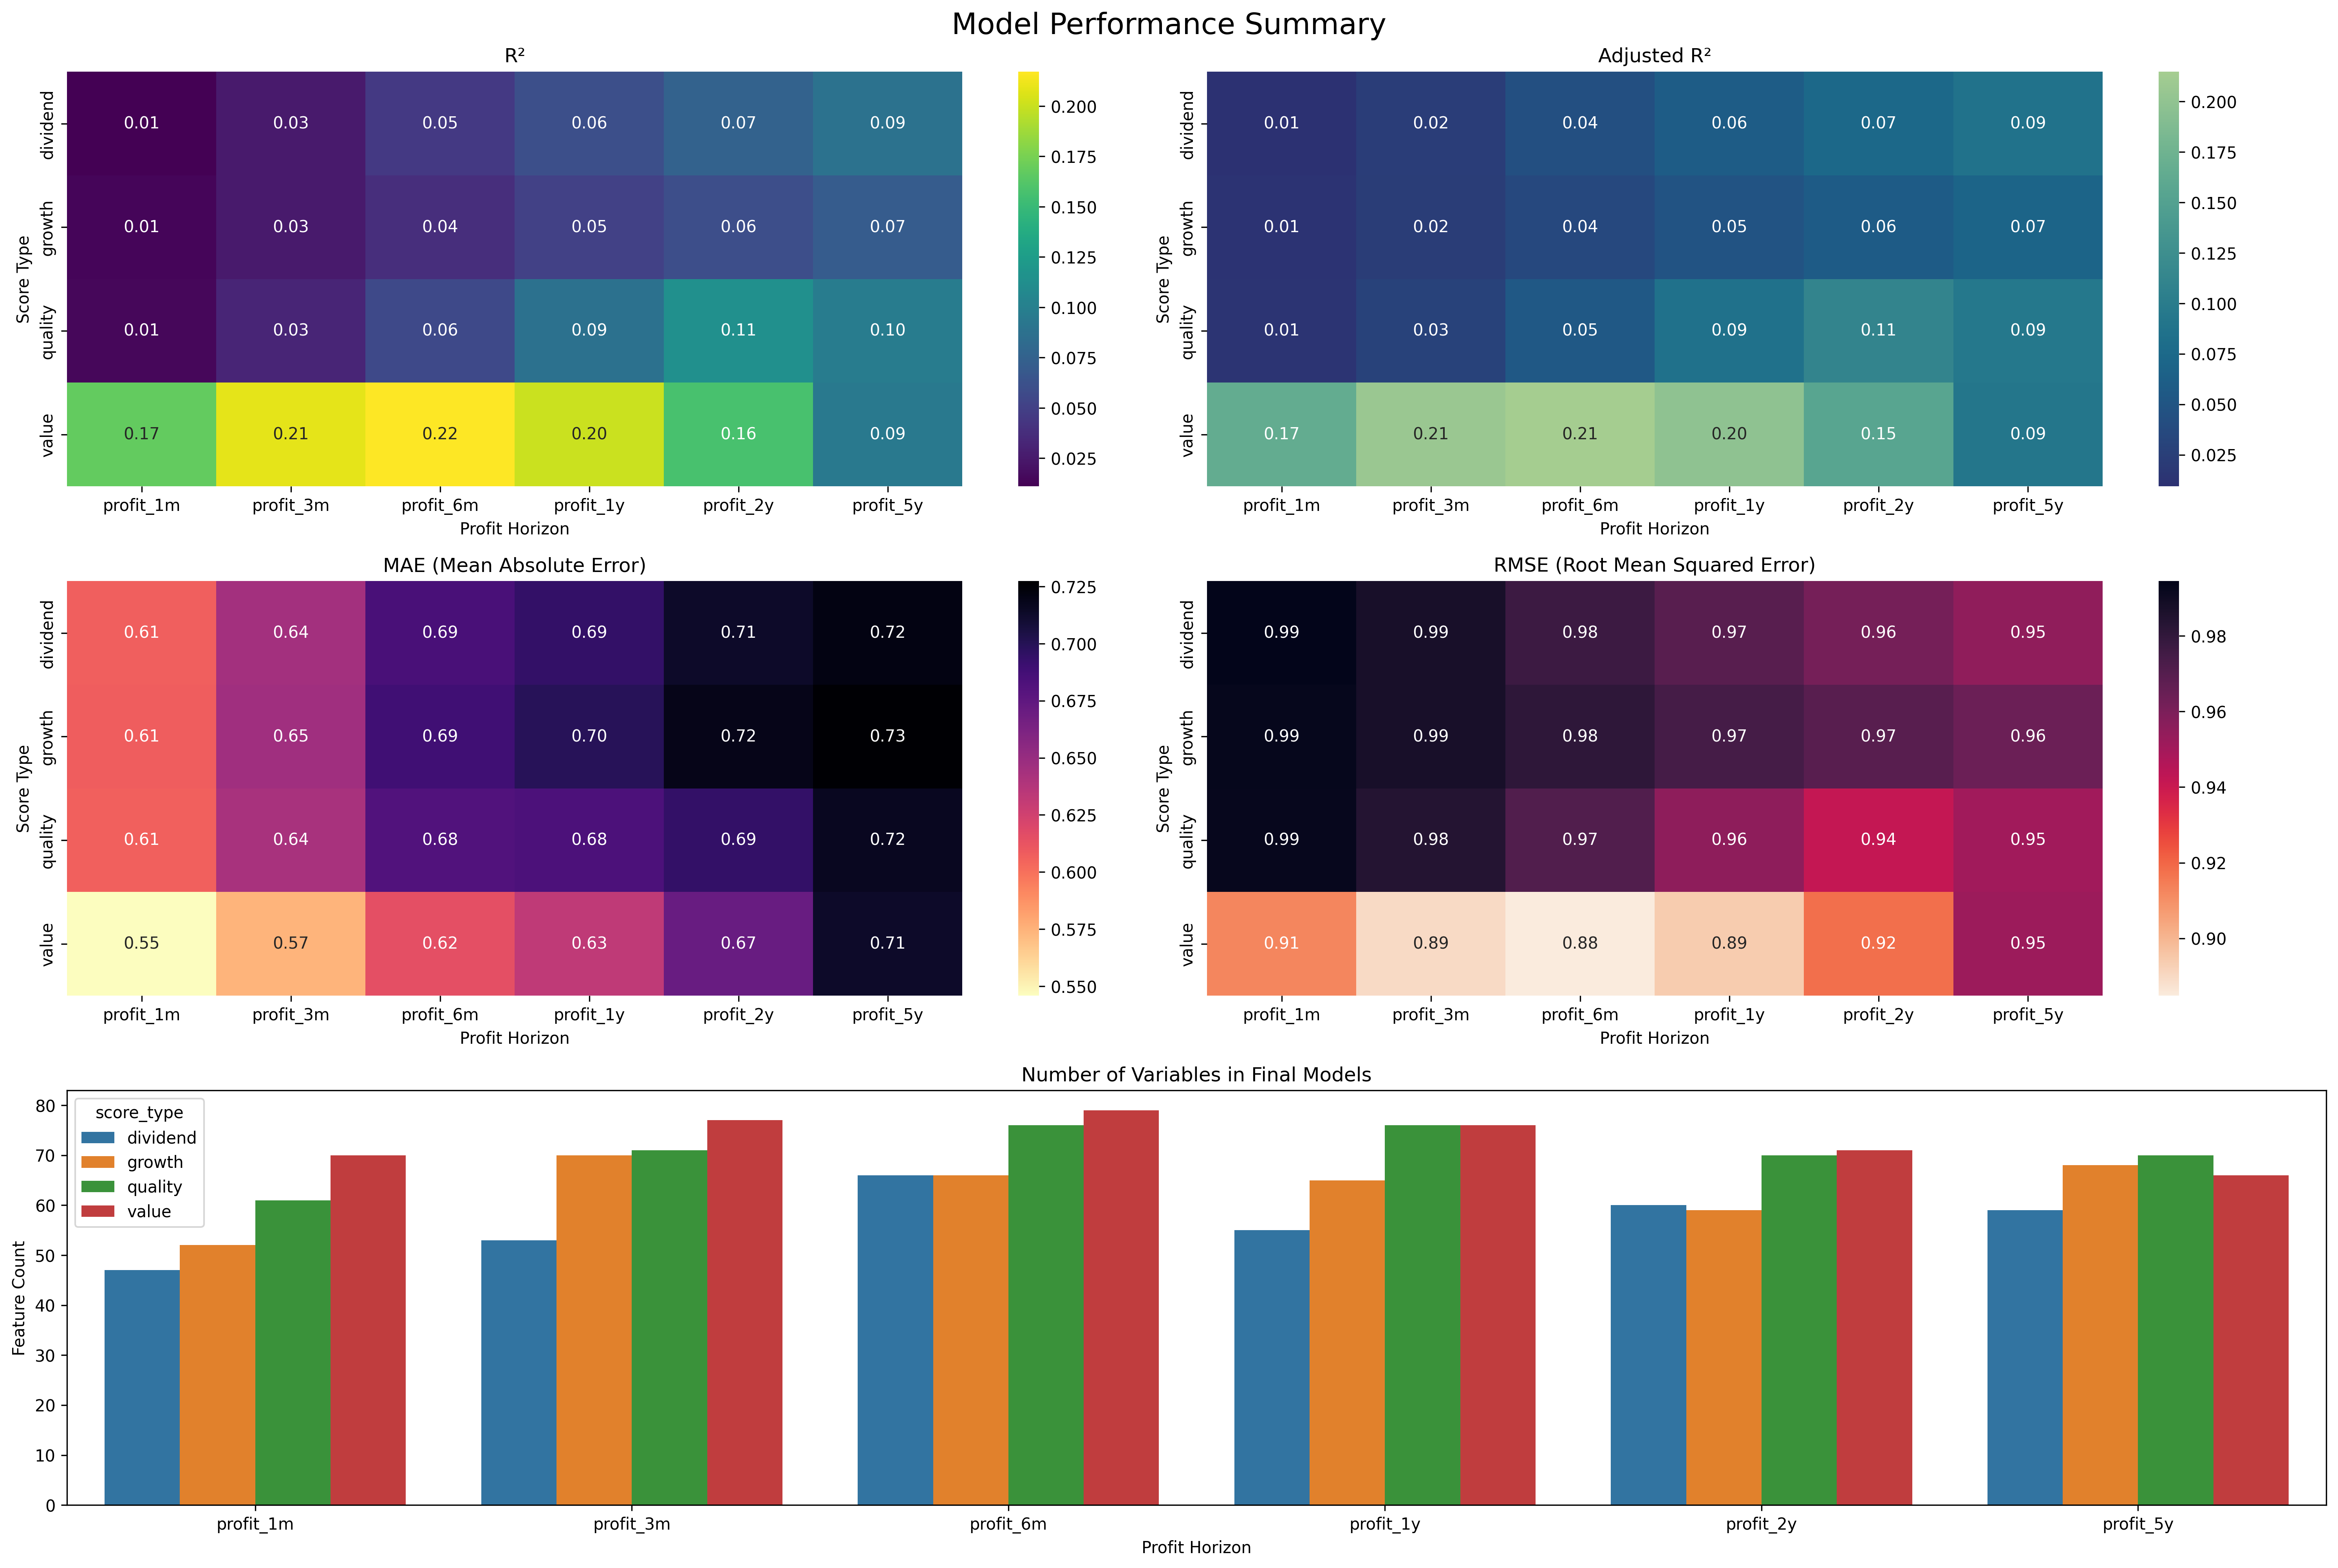 Model Performance Summary
R²
Score Type
dividend
growth
quality
value
0.01 0.03 0.05 0.06 0.07 0.09
0.01 0.03 0.04 0.05 0.06 0.07
0.01 0.03 0.06 0.09 0.11 0.10
0.17 0.21 0.22 0.20 0.16 0.09
profit_1m profit_3m profit_6m profit_1y profit_2y profit_5y
Profit Horizon
0.200
0.175
0.150
0.125
0.100
0.075
0.050
0.025
Adjusted R²
Score Type
dividend
growth
quality
value
0.01 0.02 0.04 0.06 0.07 0.09
0.01 0.02 0.04 0.05 0.06 0.07
0.01 0.03 0.05 0.09 0.11 0.09
0.17 0.21 0.21 0.20 0.15 0.09
profit_1m profit_3m profit_6m profit_1y profit_2y profit_5y
Profit Horizon
0.200
0.175
0.150
0.125
0.100
0.075
0.050
0.025
MAE (Mean Absolute Error)
Score Type
dividend
growth
quality
value
0.61 0.64 0.69 0.69 0.71 0.72
0.61 0.65 0.69 0.70 0.72 0.73
0.61 0.64 0.68 0.68 0.69 0.72
0.55 0.57 0.62 0.63 0.67 0.71
profit_1m profit_3m profit_6m profit_1y profit_2y profit_5y
Profit Horizon
0.725
0.700
0.675
0.650
0.625
0.600
0.575
0.550
RMSE (Root Mean Squared Error)
Score Type
dividend
growth
quality
value
0.99 0.99 0.98 0.97 0.96 0.95
0.99 0.99 0.98 0.97 0.97 0.96
0.99 0.98 0.97 0.96 0.94 0.95
0.91 0.89 0.88 0.89 0.92 0.95
profit_1m profit_3m profit_6m profit_1y profit_2y profit_5y
Profit Horizon
0.98
0.96
0.94
0.92
0.90
Number of Variables in Final Models
Feature Count
80
70
60
50
40
30
20
10
0
score_type
dividend
growth
quality
value
profit_1m profit_3m profit_6m profit_1y profit_2y profit_5y
Profit Horizon